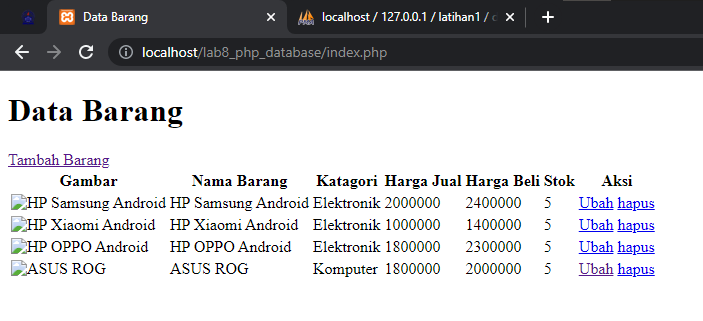 Data Barang
localhost / 127.0.0.1 / latihan1 /
localhost/lab8_php_database/index.php
Data Barang
Tambah Barang
Gambar Nama Barang Katagori Harga Jual Harga Beli Stok Aksi
HP Samsung Android HP Samsung Android Elektronik 2000000 2400000 5 Ubah hapus
HP Xiaomi Android HP Xiaomi Android Elektronik 1000000 1400000 5 Ubah hapus
HP OPPO Android HP OPPO Android Elektronik 1800000 2300000 5 Ubah hapus
ASUS ROG ASUS ROG Komputer 1800000 2000000 5 Ubah hapus